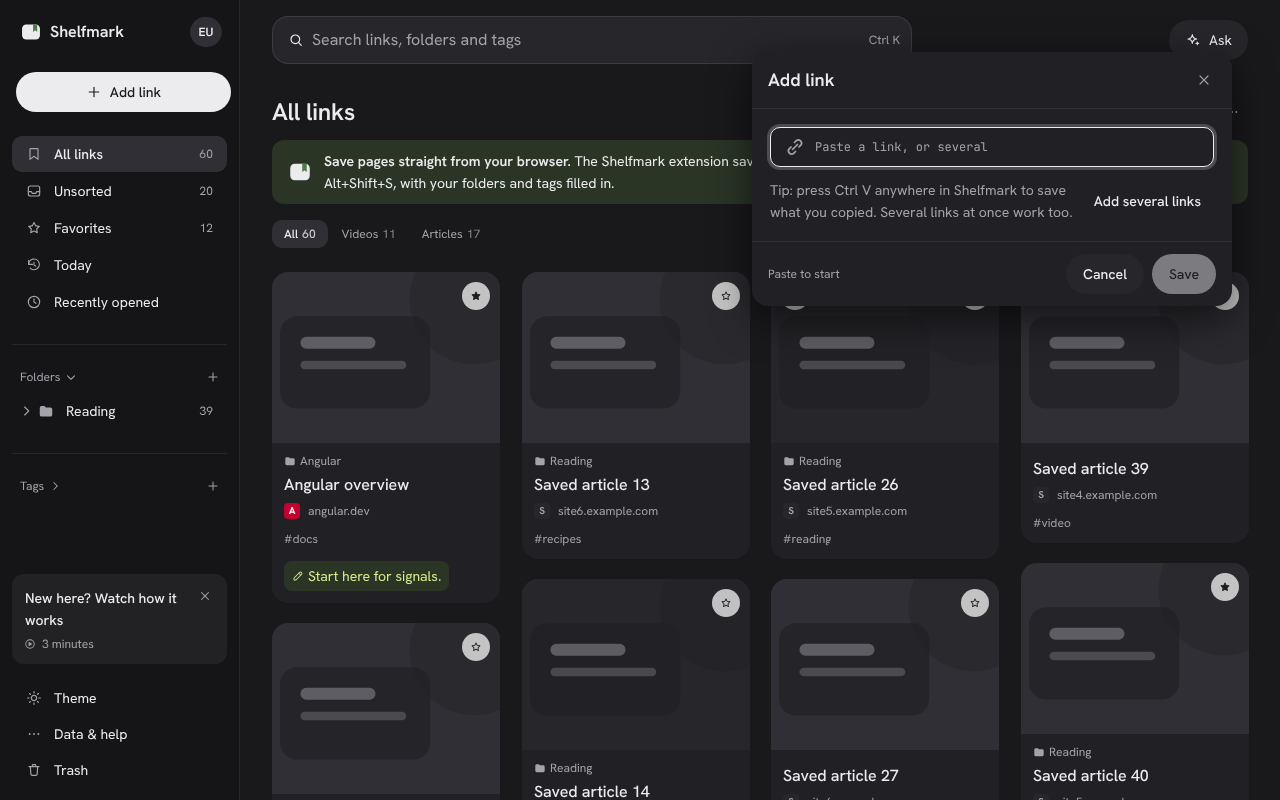 Shelfmark
EU
Add link
All links 60
Unsorted 20
Favorites 12
Today
Recently opened
Folders
Reading 39
Tags
New here? Watch how it
works
3 minutes
Theme
Data & help
Trash
Search links, folders and tags Ctrl K
Ask
All links
Save pages straight from your browser. The Shelfmark extension
Alt+Shift+S, with your folders and tags filled in.
All 60 Videos 11 Articles 17
Add link
Paste a link, or several
Tip: press Ctrl V anywhere in Shelfmark to save
what you copied. Several links at once work too.
Add several links
Paste to start
Cancel
Save
Angular
Angular overview
A angular.dev
#docs
Start here for signals.
Reading
Saved article 13
S site6.example.com
#recipes
Reading
Saved article 26
S site5.example.com
#reading
Saved article 39
S site4.example.com
#video
Reading
Saved article 14
Saved article 27
Reading
Saved article 40